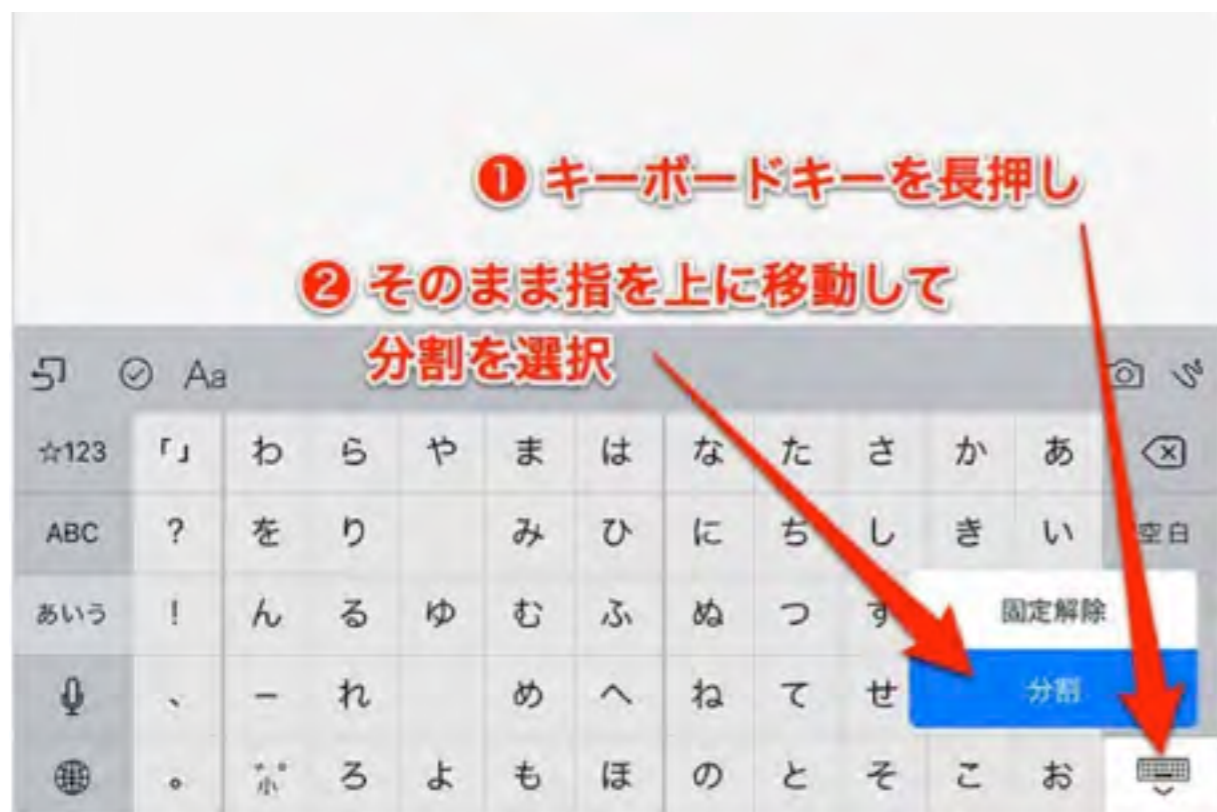 ❶ キーボードキーを長押し
❷ そのまま指を上に移動して
分割を選択
Aa
☆123 「」 わ ら や ま は な た さ か あ
ABC ? を り み ひ に ち し き い 空白
あいう ! ん る ゆ む ふ ぬ つ す 固定解除
、 ー れ め へ ね て せ 分割
。 小 ろ よ も ほ の と そ こ お